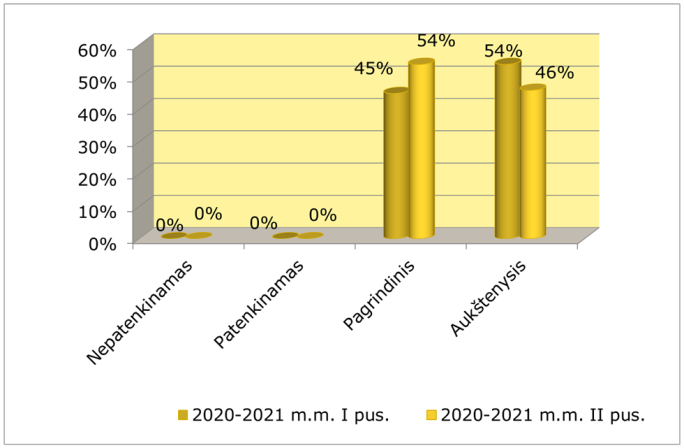 60%
50%
40%
30%
20%
10%
0%
0%
0%
0%
0%
45%
54%
54%
46%
Nepatenkinamas
Patenkinamas
Pagrindinis
Aukštenysis
2020-2021 m.m. I pus.
2020-2021 m.m. II pus.